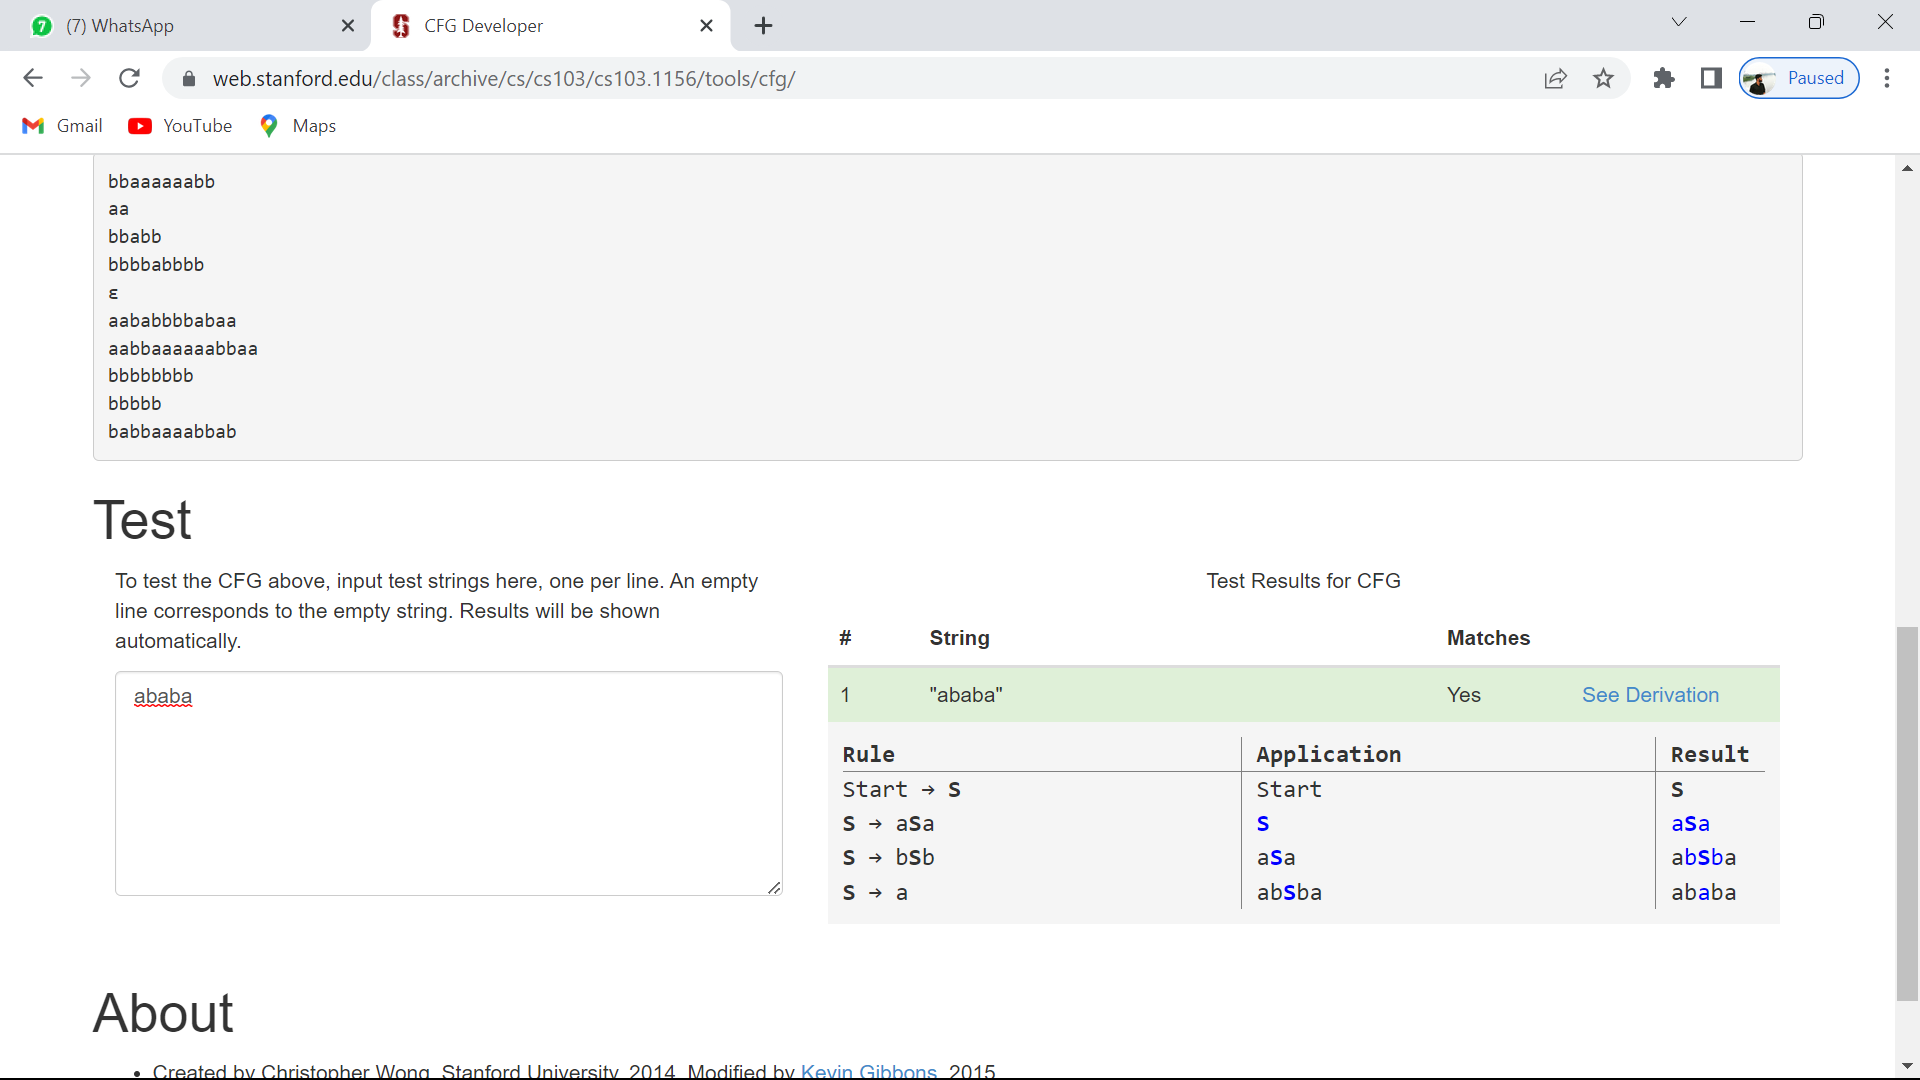 7 (7) WhatsApp
CFG Developer
web.stanford.edu/class/archive/cs/cs103/cs103.1156/tools/cfg/
Paused
Gmail YouTube Maps
bbaaaaaabb
aa
bbabb
bbbbabbbb
ε
aababbbbabaa
aabbaaaaaabbaa
bbbbbbbb
bbbbb
babbaaaabbab
Test
To test the CFG above, input test strings here, one per line. An empty
line corresponds to the empty string. Results will be shown
automatically.
ababa
Test Results for CFG
# String Matches
1 "ababa" Yes See Derivation
Rule Application Result
Start → S Start S
S → aSa S aSa
S → bSb aSa abSba
S → a abSba ababa
About
• Created by Christopher Wong, Stanford University, 2014. Modified by Kevin Gibbons, 2015